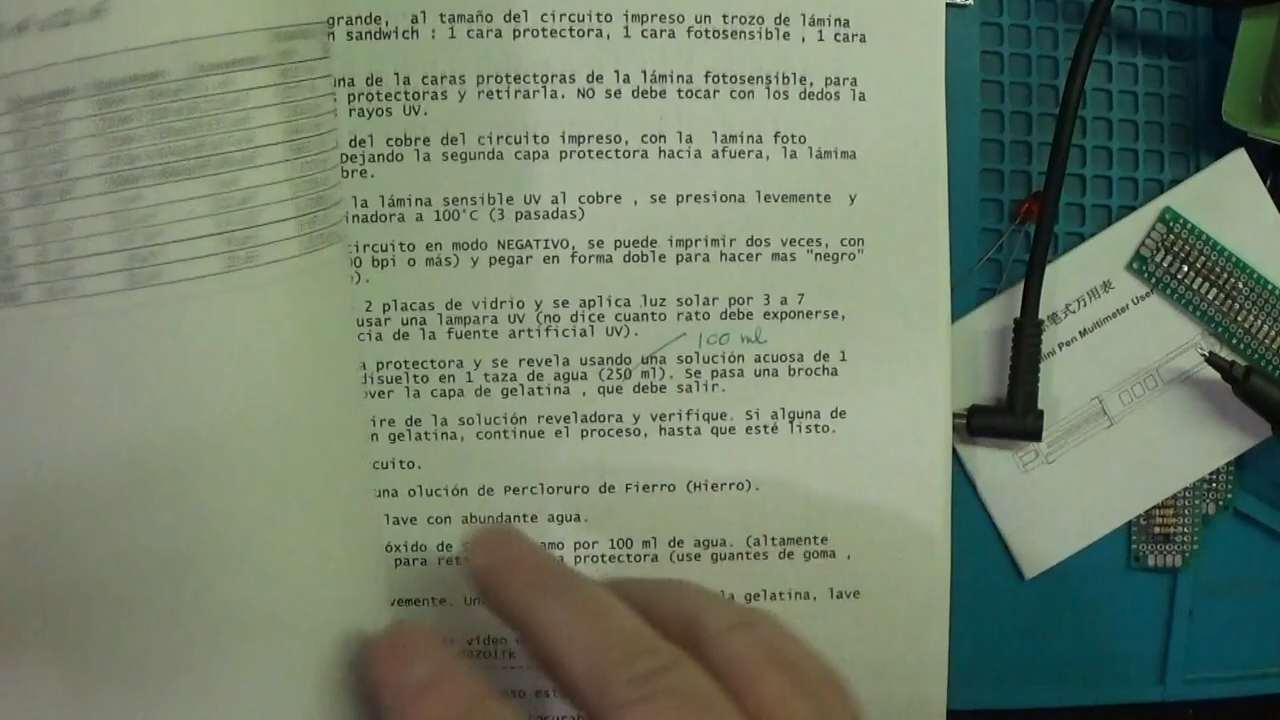 grande, al tamaño del circuito impreso un trozo de lámina
sandwich : 1 cara protectora, 1 cara fotosensible , 1 cara
de la caras protectoras de la lámina fotosensible, para
protectoras y retirarla. NO se debe tocar con los dedos la
rayos UV.
del cobre del circuito impreso, con la lamina foto
Dejando la segunda capa protectora hacia afuera, la lámima
bre.
la lámina sensible UV al cobre , se presiona levemente y
inadora a 100°C (3 pasadas)
ircuito en modo NEGATIVO, se puede imprimir dos veces, con
bpi o más) y pegar en forma doble para hacer mas "negro"
).
2 placas de vidrio y se aplica luz solar por 3 a 7
usar una lampara UV (no dice cuanto rato debe exponerse,
cia de la fuente artificial UV).
100 ml
protectora y se revela usando una solución acuosa de 1
disuelto en 1 taza de agua (250 ml). Se pasa una brocha
over la capa de gelatina , que debe salir.
ire de la solución reveladora y verifique. Si alguna de
n gelatina, continue el proceso, hasta que esté listo.
cuito.
una olución de Percloruro de Fierro (Hierro).
lave con abundante agua.
óxido de amo por 100 ml de agua. (altamente
para protectora (use guantes de goma ,
vemente. la gelatina, lave
video
笔式万用表
Mini Pen Multimeter User